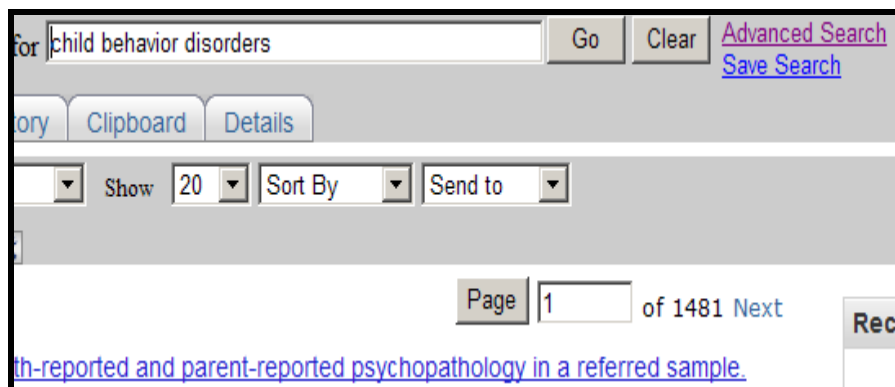 for child behavior disorders Go Clear Advanced Search
Save Search
tory Clipboard Details
Show 20 Sort By Send to
Page 1 of 1481 Next
Rec
th-reported and parent-reported psychopathology in a referred sample.